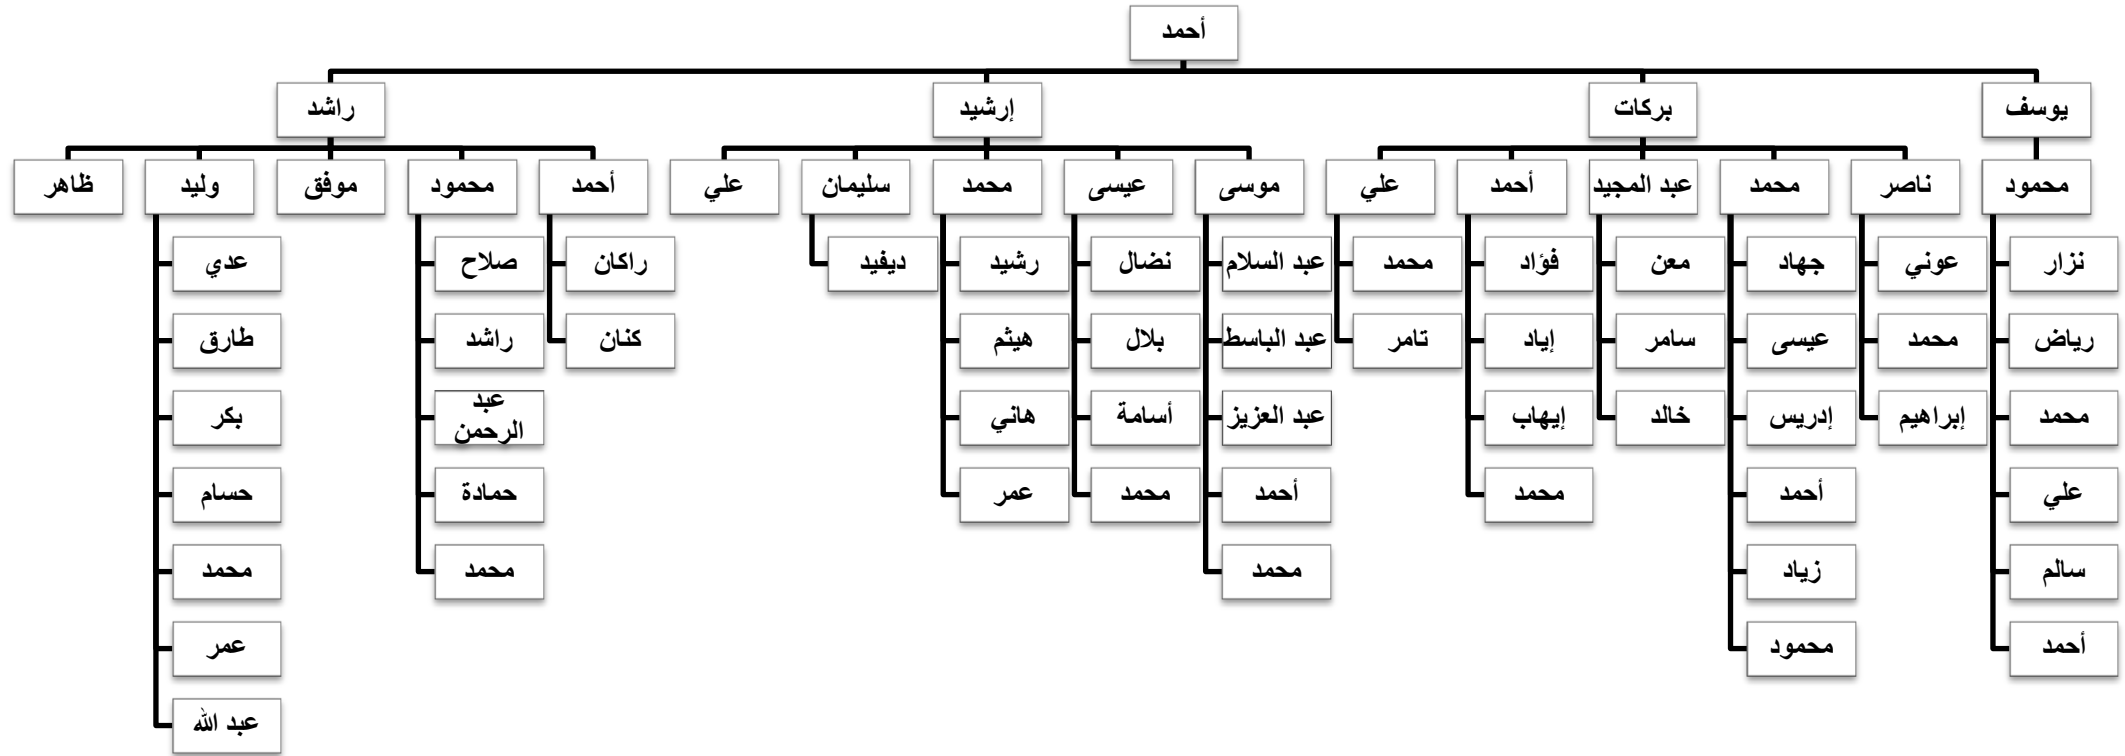 أحمد
يوسف
بركات
إرشيد
راشد
محمود
ناصر
محمد
عبد المجيد
أحمد
علي
موسى
عيسى
محمد
سليمان
علي
أحمد
محمود
موفق
وليد
ظاهر
نزار
عوني
جهاد
معن
فؤاد
محمد
عبد السلام
نضال
رشيد
ديفيد
راكان
صلاح
عدي
رياض
محمد
عيسى
سامر
إياد
تامر
عبد الباسط
بلال
هيثم
كنان
راشد
طارق
محمد
إبراهيم
إدريس
خالد
إيهاب
عبد العزيز
أسامة
هاني
عبد
الرحمن
بكر
علي
أحمد
محمد
أحمد
محمد
عمر
حمادة
حسام
سالم
زياد
محمد
محمد
محمد
أحمد
محمود
عمر
عبد الله